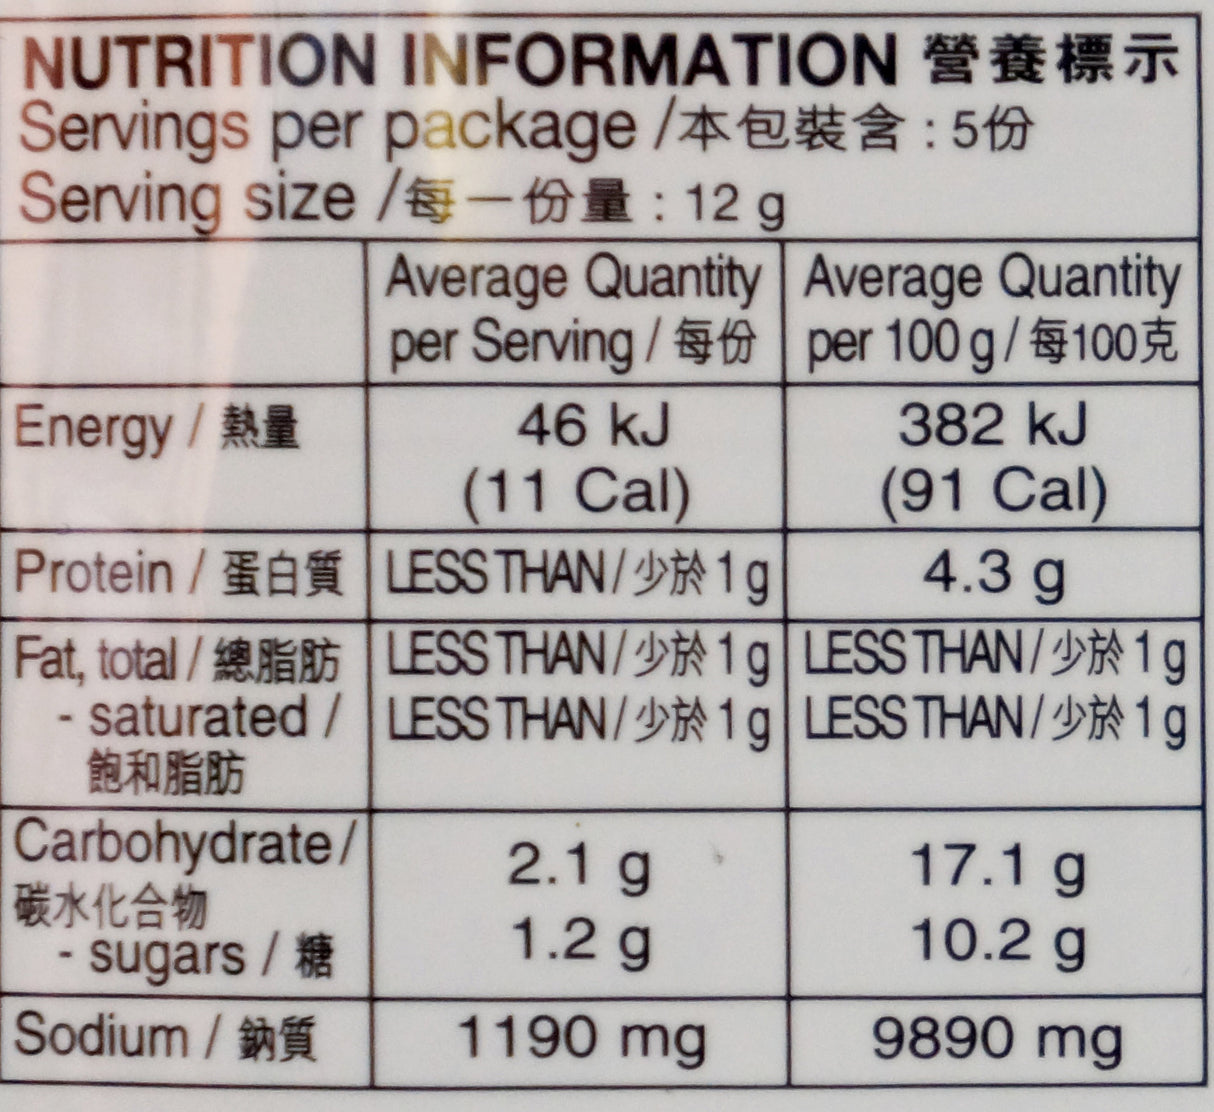 NUTRITION INFORMATION 營養標示
Servings per package /本包裝含 : 5份
Serving size /每一份量 : 12 g
Average Quantity per Serving / 每份
Average Quantity per 100 g / 每100克
Energy / 熱量 46 kJ 382 kJ
(11 Cal) (91 Cal)
Protein / 蛋白質 LESS THAN / 少於 1 g 4.3 g
Fat, total / 總脂肪 LESS THAN / 少於 1 g LESS THAN / 少於 1 g
- saturated / LESS THAN / 少於 1 g LESS THAN / 少於 1 g
飽和脂肪
Carbohydrate / 2.1 g 17.1 g
碳水化合物
- sugars / 糖 1.2 g 10.2 g
Sodium / 鈉質 1190 mg 9890 mg